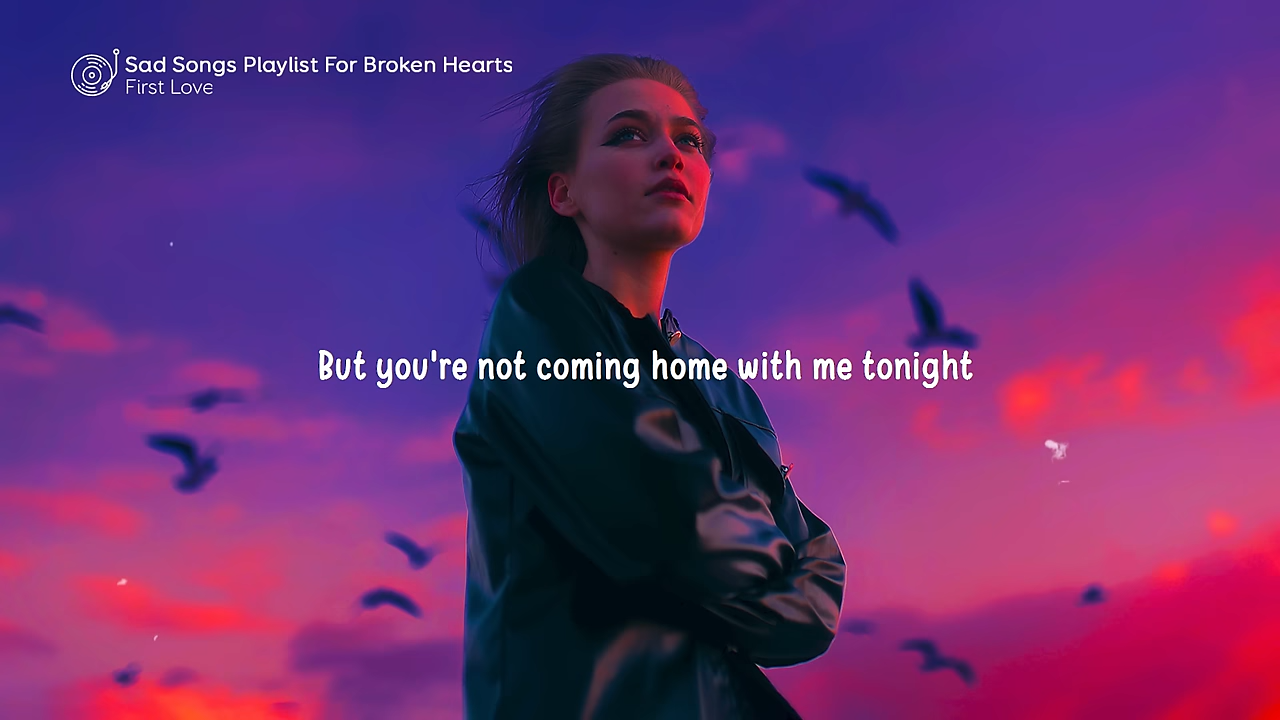 Sad Songs Playlist For Broken Hearts
First Love
But you're not coming home with me tonight